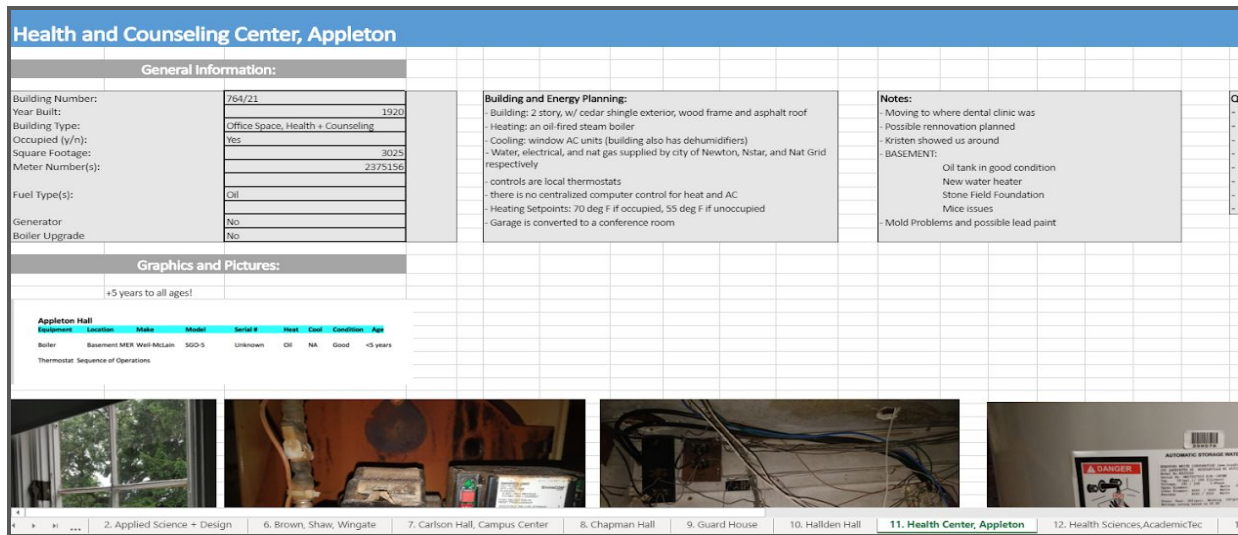 Health and Counseling Center, Appleton
General Information:
Building Number: 764/21
Year Built: 1920
Building Type: Office Space, Health + Counseling
Occupied (y/n): Yes
Square Footage: 3025
Meter Number(s): 2375156
Fuel Type(s): Oil
Generator No
Boiler Upgrade No
Building and Energy Planning:
- Building: 2 story, w/ cedar shingle exterior, wood frame and asphalt roof
- Heating: an oil-fired steam boiler
- Cooling: window AC units (building also has dehumidifiers)
- Water, electrical, and nat gas supplied by city of Newton, Nstar, and Nat Grid
respectively
- controls are local thermostats
- there is no centralized computer control for heat and AC
- Heating Setpoints: 70 deg F if occupied, 55 deg F if unoccupied
- Garage is converted to a conference room
Notes:
- Moving to where dental clinic was
- Possible rennovation planned
- Kristen showed us around
- BASEMENT:
Oil tank in good condition
New water heater
Stone Field Foundation
Mice issues
- Mold Problems and possible lead paint
Q
-
-
-
-
-
-
Graphics and Pictures:
+5 years to all ages!
Appleton Hall
Equipment Location Make Model Serial # Heat Cool Condition Age
Boiler Basement MER Well-McLain SGO-5 Unknown Oil NA Good <5 years
Thermostat Sequence of Operations
AUTOMATIC STORAGE WATE
DANGER
... 2. Applied Science + Design 6. Brown, Shaw, Wingate 7. Carlson Hall, Campus Center 8. Chapman Hall 9. Guard House 10. Hallden Hall 11. Health Center, Appleton 12. Health Sciences,AcademicTec 1